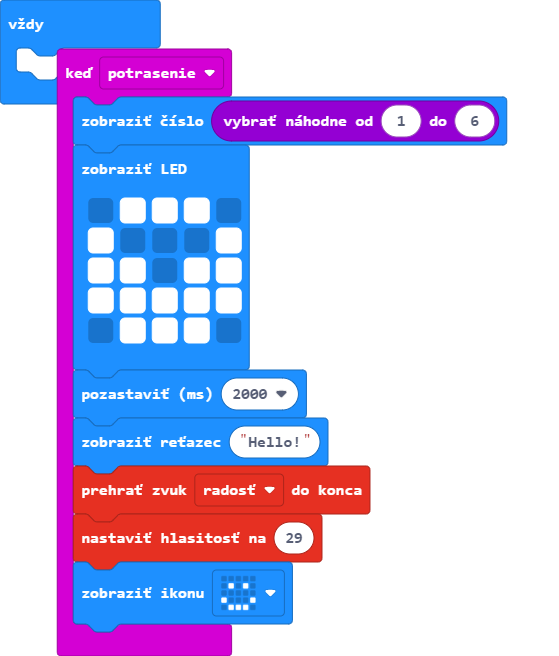 vždy
keď potrasenie
zobraziť číslo vybrať náhodne od 1 do 6
zobraziť LED
pozastaviť (ms) 2000
zobraziť reťazec "Hello!"
prehrať zvuk radosť do konca
nastaviť hlasitosť na 29
zobraziť ikonu